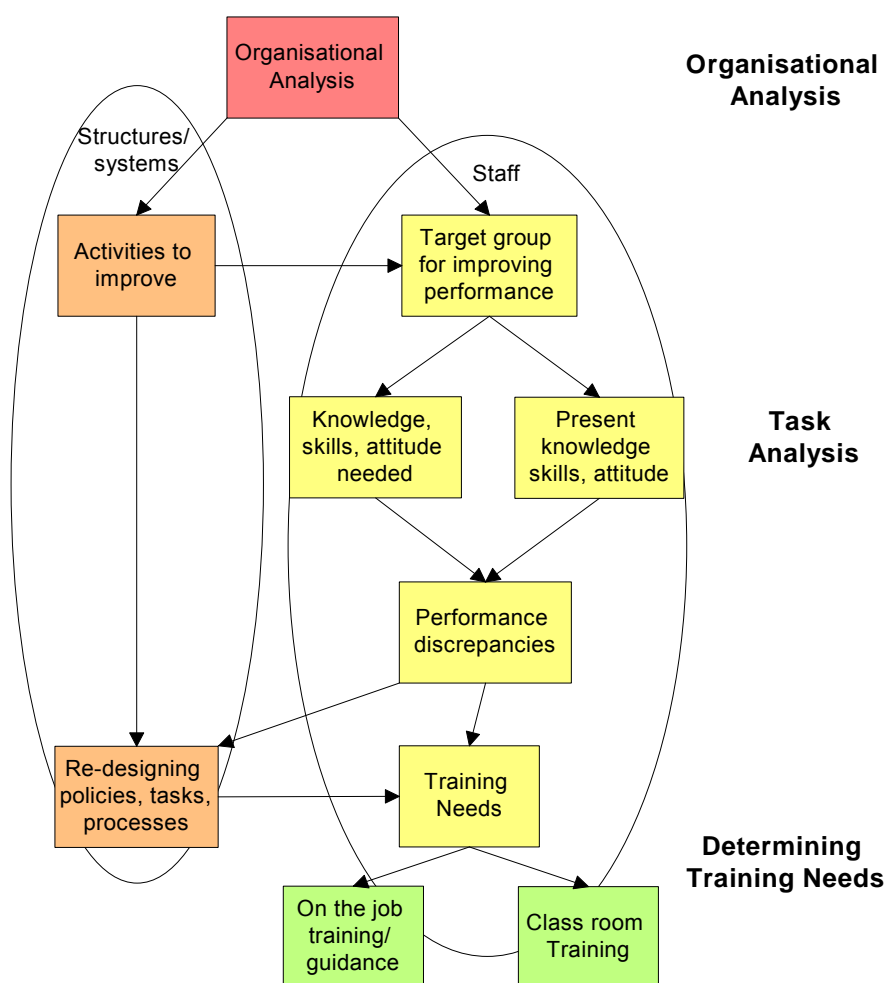 Organisational
Analysis
Organisational
Analysis
Structures/
systems
Staff
Activities to
improve
Target group
for improving
performance
Knowledge,
skills, attitude
needed
Present
knowledge
skills, attitude
Task
Analysis
Performance
discrepancies
Re-designing
policies, tasks,
processes
Training
Needs
Determining
Training Needs
On the job
training/
guidance
Class room
Training